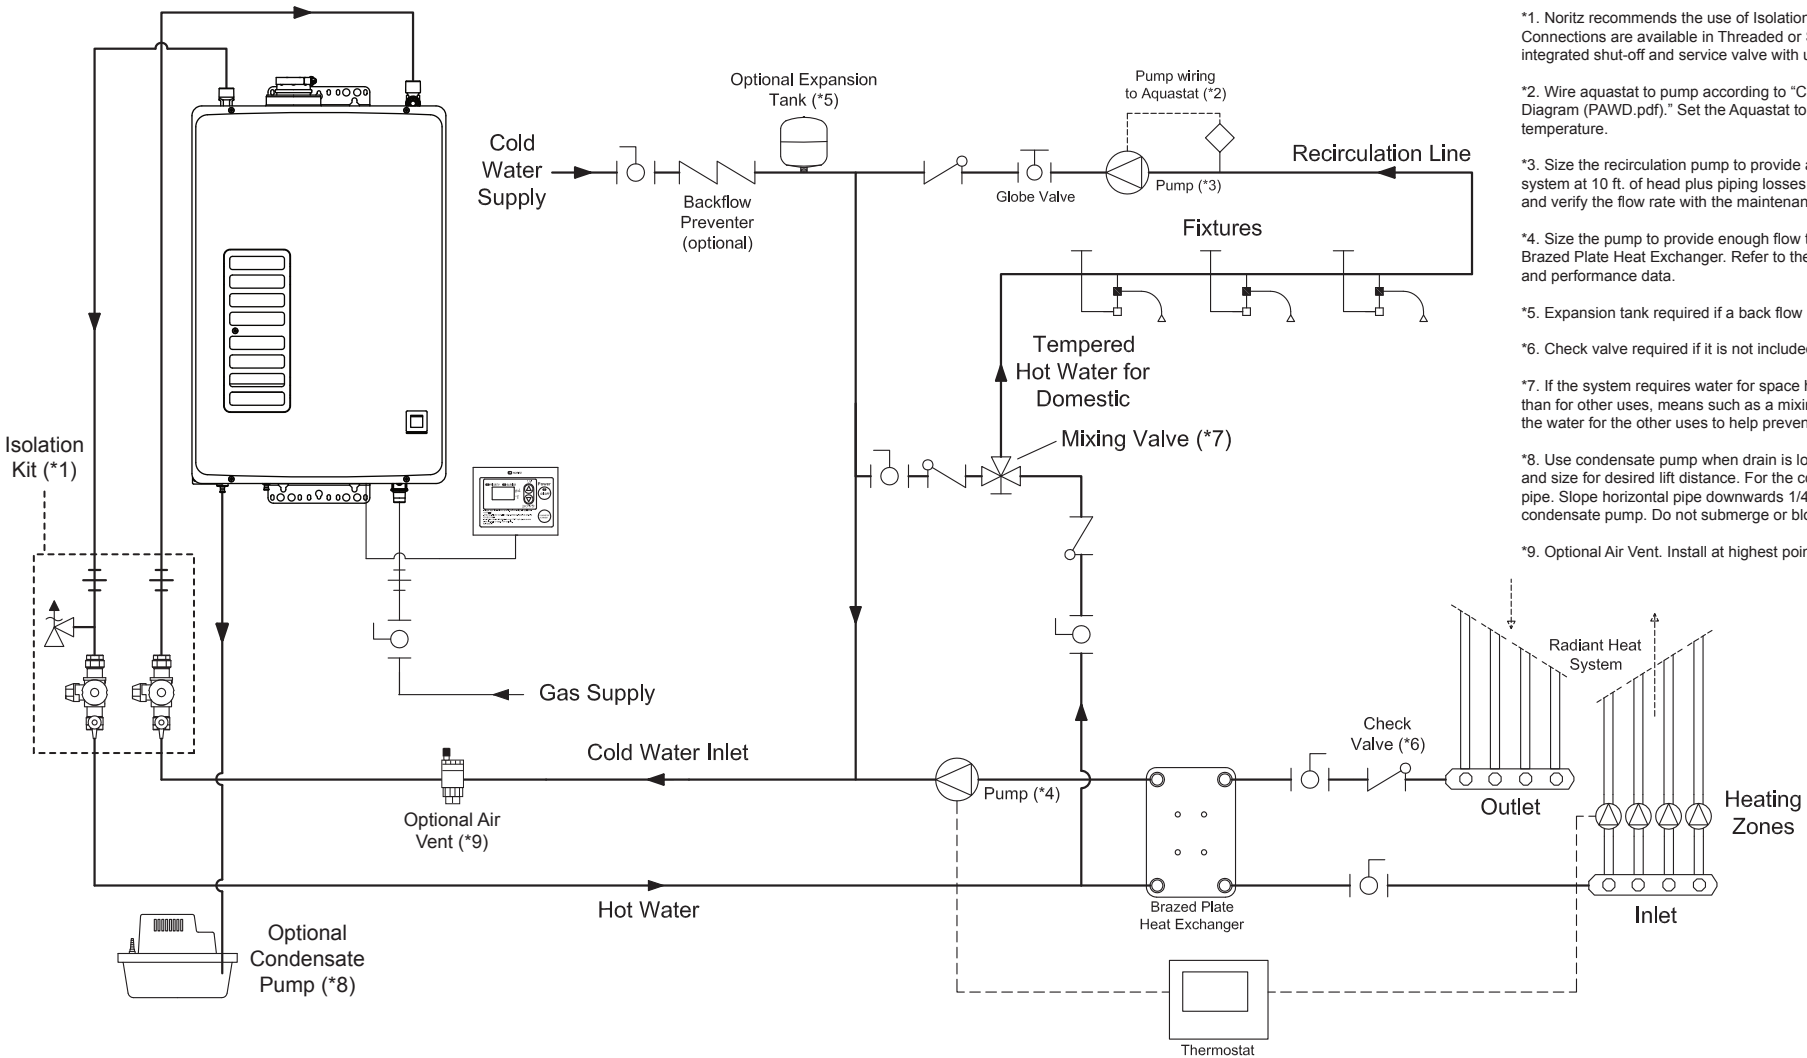 *1. Noritz recommends the use of Isolation
Connections are available in Threaded or
integrated shut-off and service valve with
*2. Wire aquastat to pump according to “C
Diagram (PAWD.pdf).” Set the Aquastat to
temperature.
*3. Size the recirculation pump to provide a
system at 10 ft. of head plus piping losses
and verify the flow rate with the maintenan
*4. Size the pump to provide enough flow
Brazed Plate Heat Exchanger. Refer to the
and performance data.
*5. Expansion tank required if a back flow
*6. Check valve required if it is not include
*7. If the system requires water for space
than for other uses, means such as a mixi
the water for the other uses to help preven
*8. Use condensate pump when drain is lo
and size for desired lift distance. For the c
pipe. Slope horizontal pipe downwards 1/4
condensate pump. Do not submerge or blo
*9. Optional Air Vent. Install at highest poin
Optional Expansion
Tank (*5)
Pump wiring
to Aquastat (*2)
Cold
Water
Supply
Recirculation Line
Pump (*3)
Globe Valve
Backflow
Preventer
(optional)
Fixtures
Tempered
Hot Water for
Domestic
Mixing Valve (*7)
Isolation
Kit (*1)
Gas Supply
Radiant Heat
System
Check
Valve (*6)
Cold Water Inlet
Pump (*4)
Optional Air
Vent (*9)
Outlet
Heating
Zones
Hot Water
Brazed Plate
Heat Exchanger
Inlet
Optional
Condensate
Pump (*8)
Thermostat